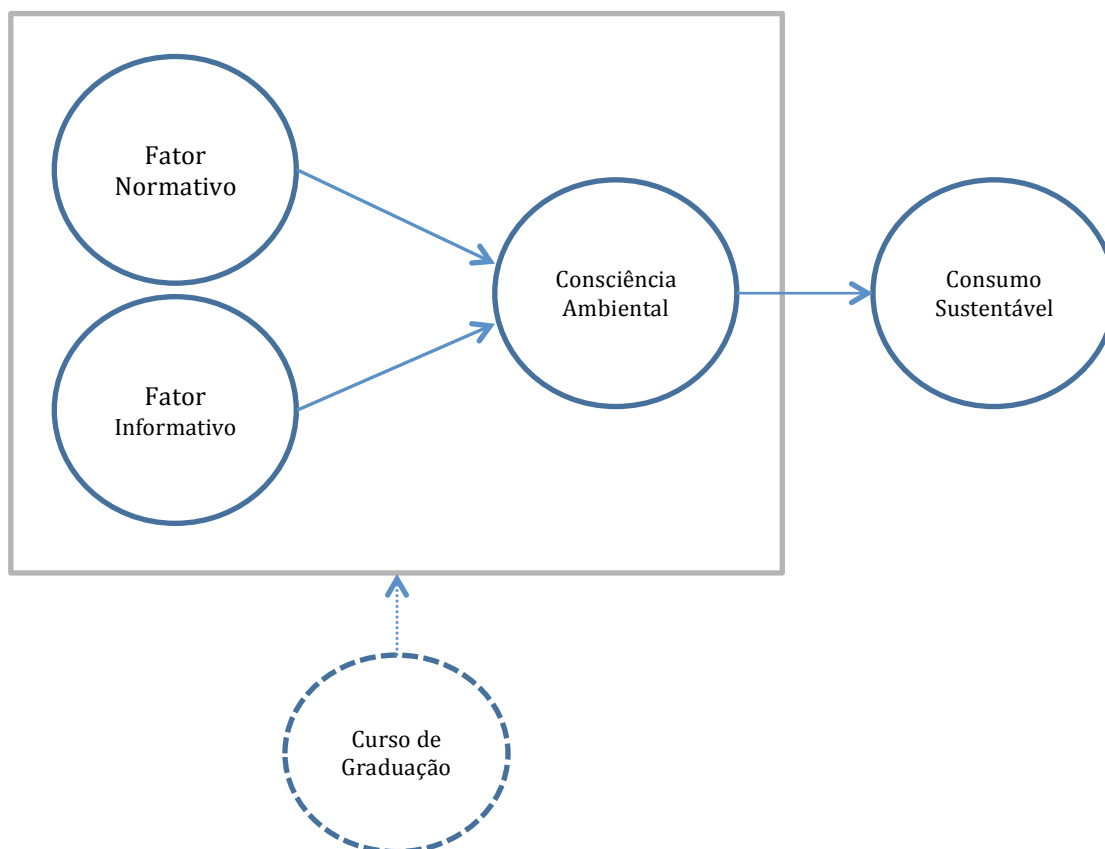 Fator
Normativo
Fator
Informativo
Consciência
Ambiental
Consumo
Sustentável
Curso de
Graduação